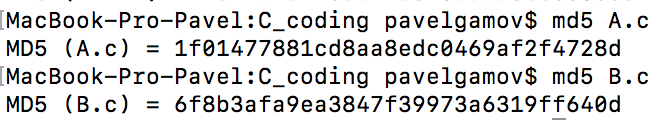 [MacBook-Pro-Pavel:C_coding pavelgamov$ md5 A.c
MD5 (A.c) = 1f01477881cd8aa8edc0469af2f4728d
[MacBook-Pro-Pavel:C_coding pavelgamov$ md5 B.c
MD5 (B.c) = 6f8b3afa9ea3847f39973a6319ff640d